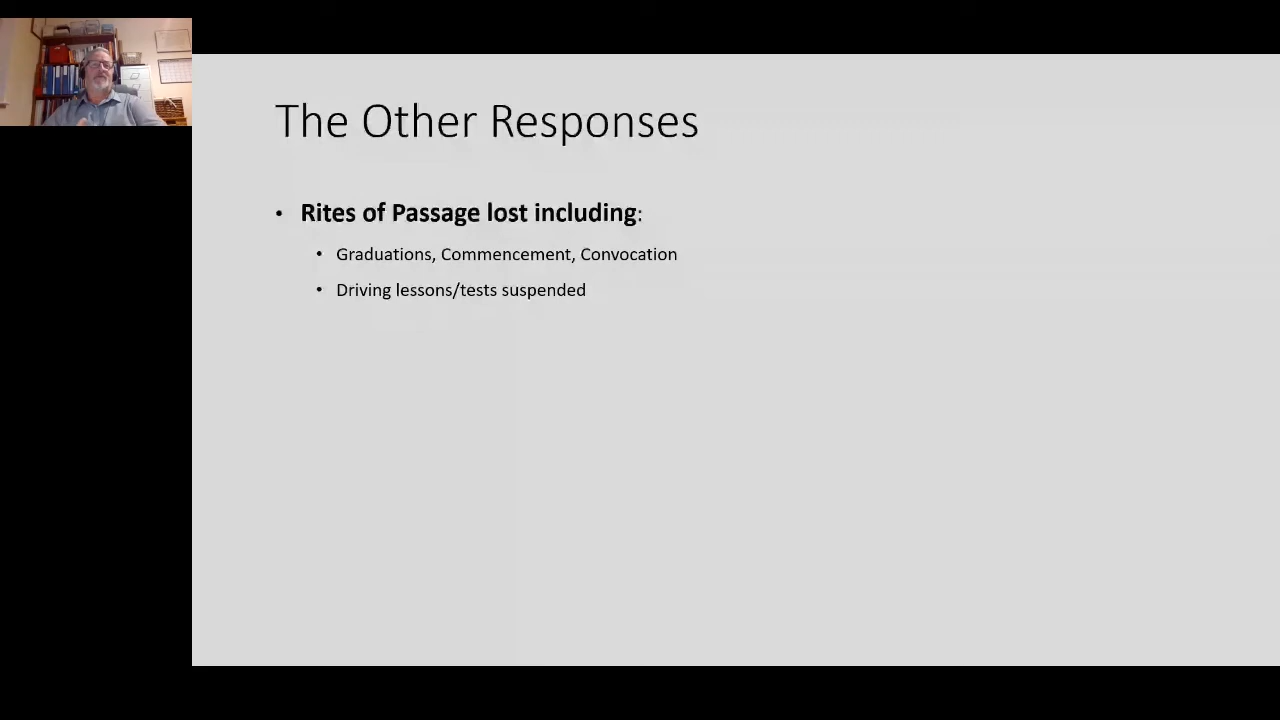 The Other Responses
• Rites of Passage lost including:
• Graduations, Commencement, Convocation
• Driving lessons/tests suspended